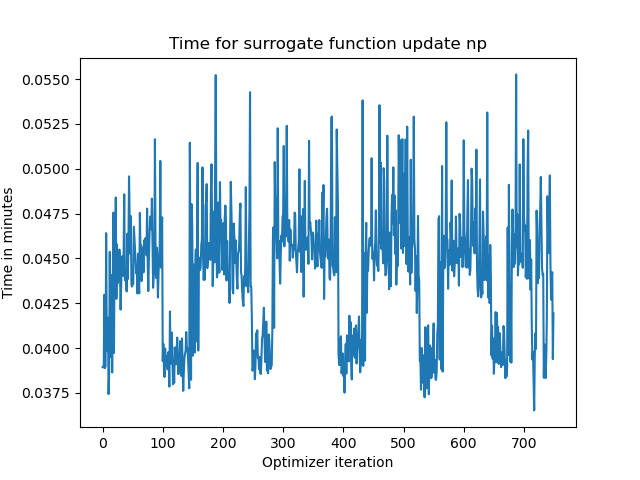 Time for surrogate function update np
0.0550
0.0525
0.0500
0.0475
0.0450
0.0425
0.0400
0.0375
Time in minutes
0 100 200 300 400 500 600 700
Optimizer iteration